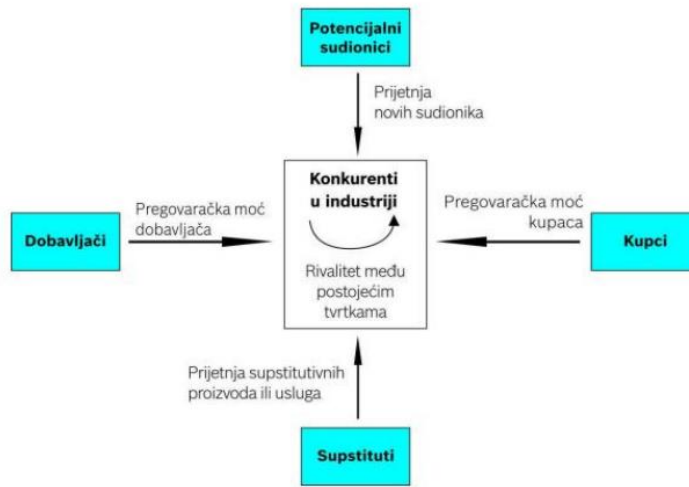 Potencijalni
sudionici
Prijetnja
novih sudionika
Konkurenti
u industriji
Rivalitet među
postojećim
tvrtkama
Dobavljači
Pregovaračka moć
dobavljača
Pregovaračka moć
kupaca
Kupci
Prijetnja supstitutivnih
proizvoda ili usluga
Supstituti